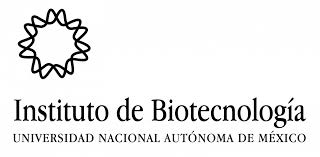 Instituto de Biotecnología
UNIVERSIDAD NACIONAL AUTÓNOMA DE MÉXICO